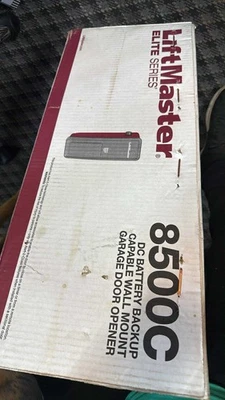 LiftMaster®
ELITE SERIES
8500C
DC BATTERY BACKUP
CAPABLE WALL MOUNT
GARAGE DOOR OPENER